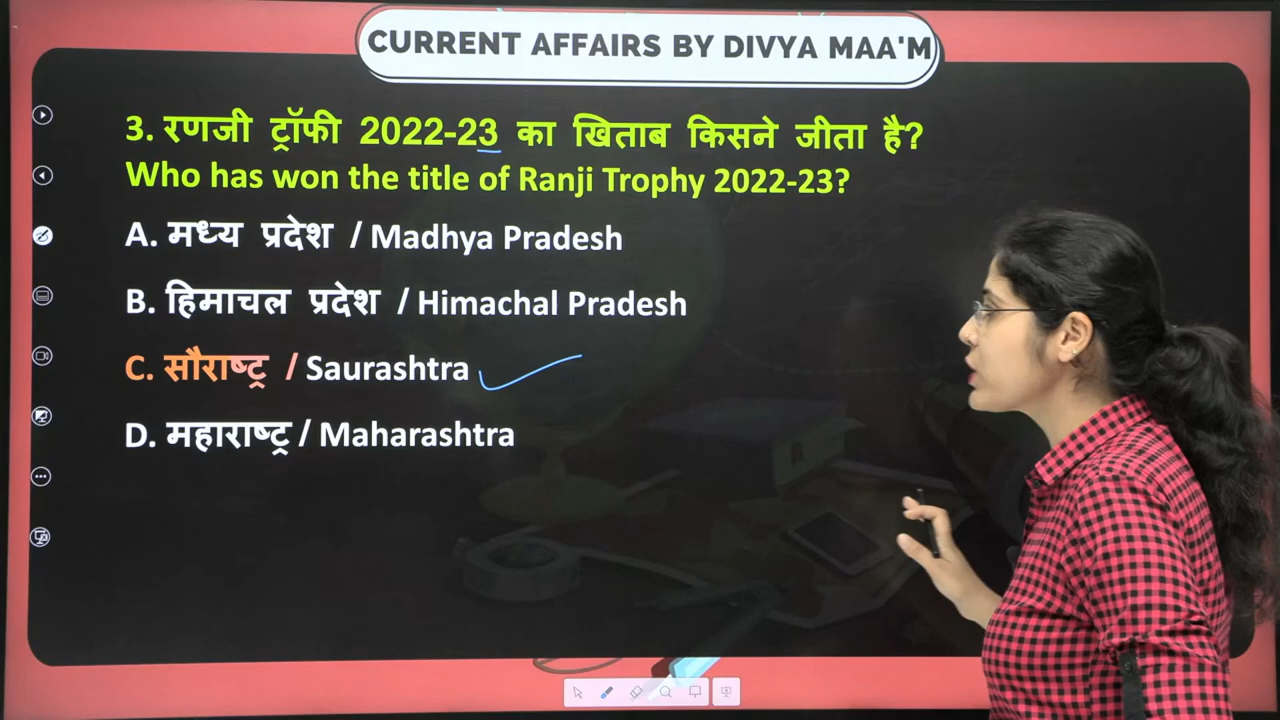 CURRENT AFFAIRS BY DIVYA MAA'M
3. रणजी ट्रॉफी 2022-23 का खिताब किसने जीता है?
Who has won the title of Ranji Trophy 2022-23?
A. मध्य प्रदेश / Madhya Pradesh
B. हिमाचल प्रदेश / Himachal Pradesh
C. सौराष्ट्र / Saurashtra
D. महाराष्ट्र / Maharashtra